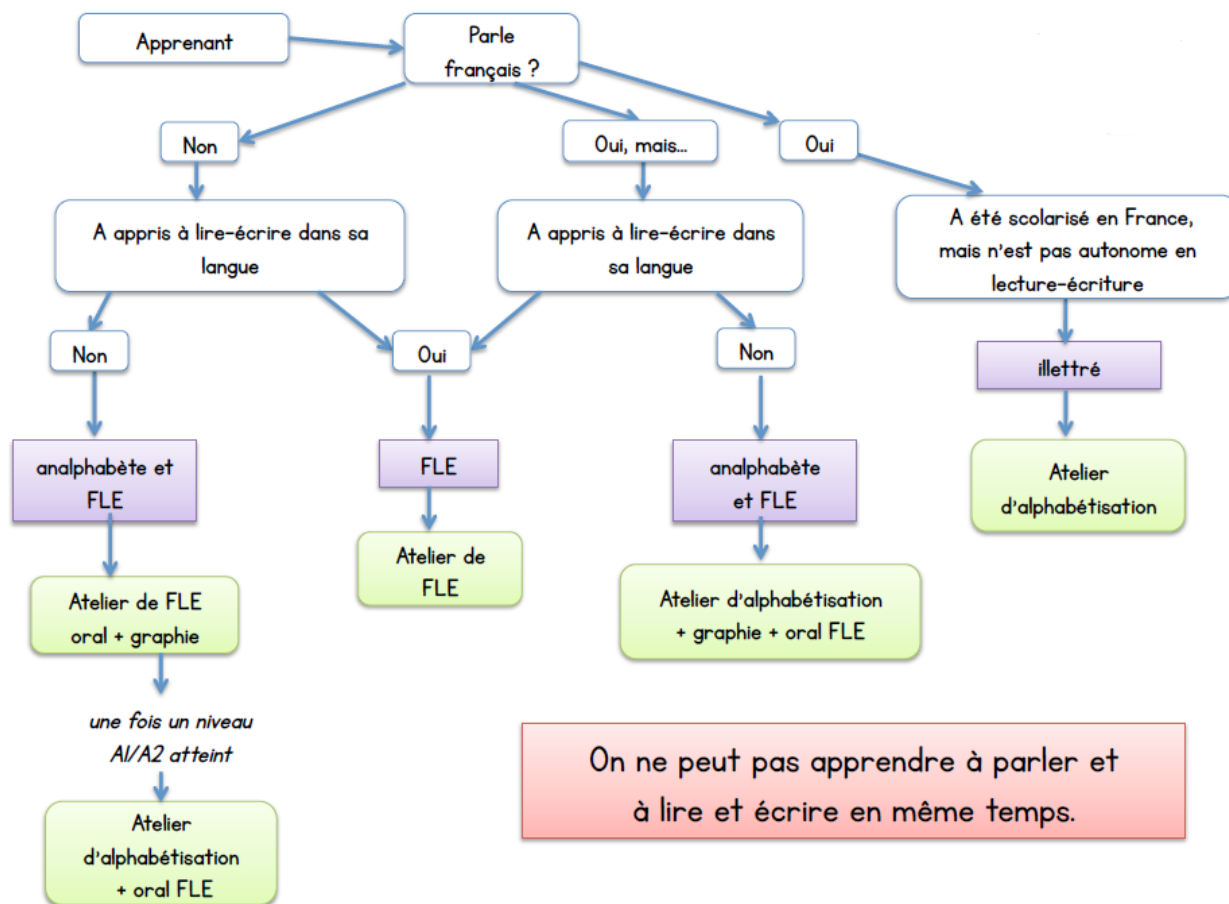 Apprenant
Parle
français ?
Non
Oui, mais...
Oui
A appris à lire-écrire dans sa
langue
A appris à lire-écrire dans
sa langue
A été scolarisé en France,
mais n'est pas autonome en
lecture-écriture
Non
Oui
Non
illettré
analphabète et
FLE
FLE
analphabète
et FLE
Atelier
d'alphabétisation
Atelier de
FLE
Atelier de FLE
oral + graphie
Atelier d'alphabétisation
+ graphie + oral FLE
une fois un niveau
A1/A2 atteint
On ne peut pas apprendre à parler et
à lire et écrire en même temps.
Atelier
d'alphabétisation
+ oral FLE